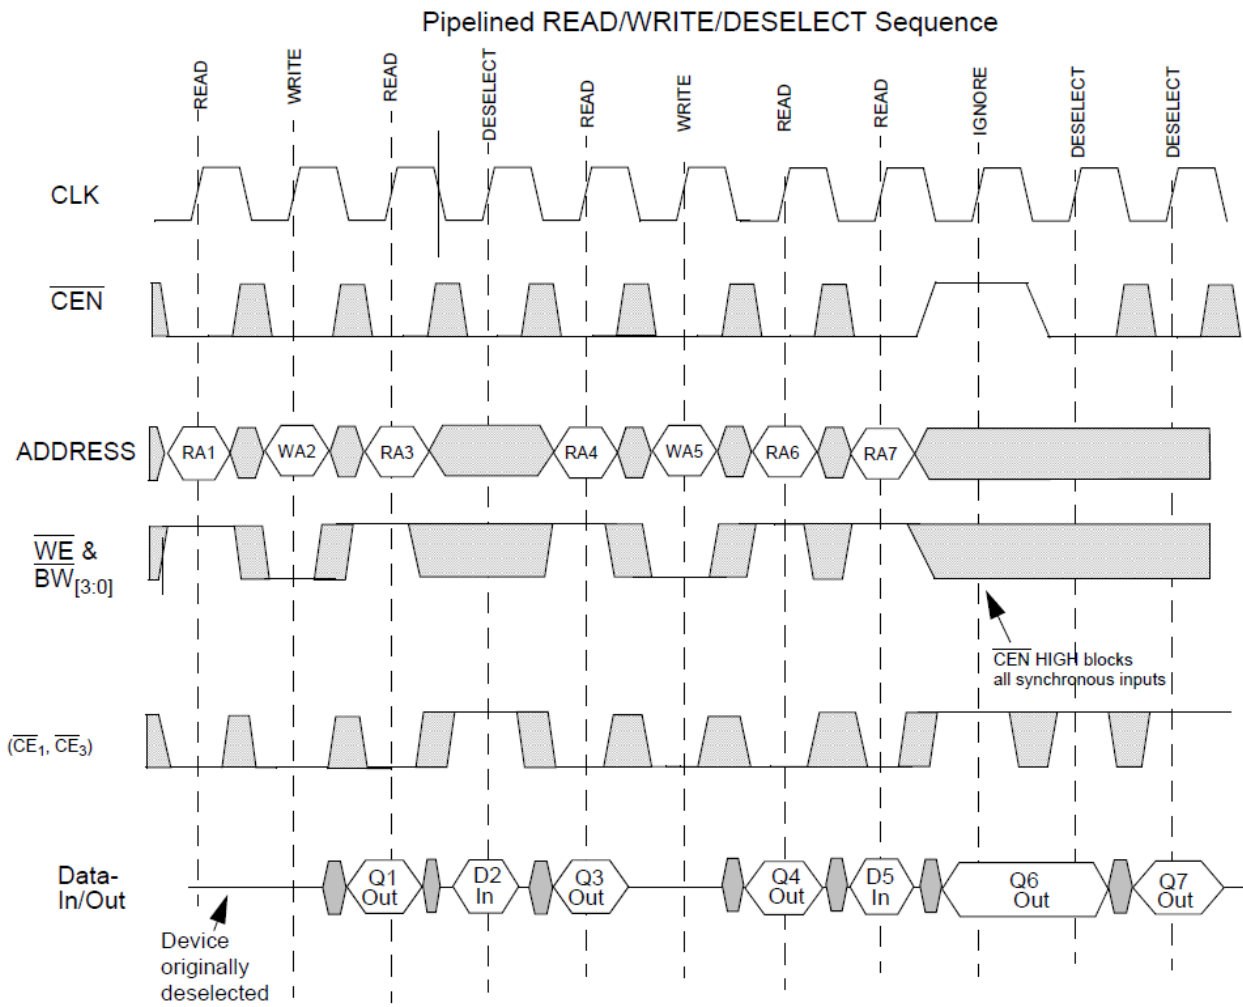 Pipelined READ/WRITE/DESELECT Sequence
READ
WRITE
READ
DESELECT
READ
WRITE
READ
READ
IGNORE
DESELECT
DESELECT
CLK
CEN
ADDRESS
RA1
WA2
RA3
RA4
WA5
RA6
RA7
WE &
BW[3:0]
CEN HIGH blocks
all synchronous inputs
(CE1, CE3)
Data-
In/Out
Q1
Out
D2
In
Q3
Out
Q4
Out
D5
In
Q6
Out
Q7
Out
Device
originally
deselected